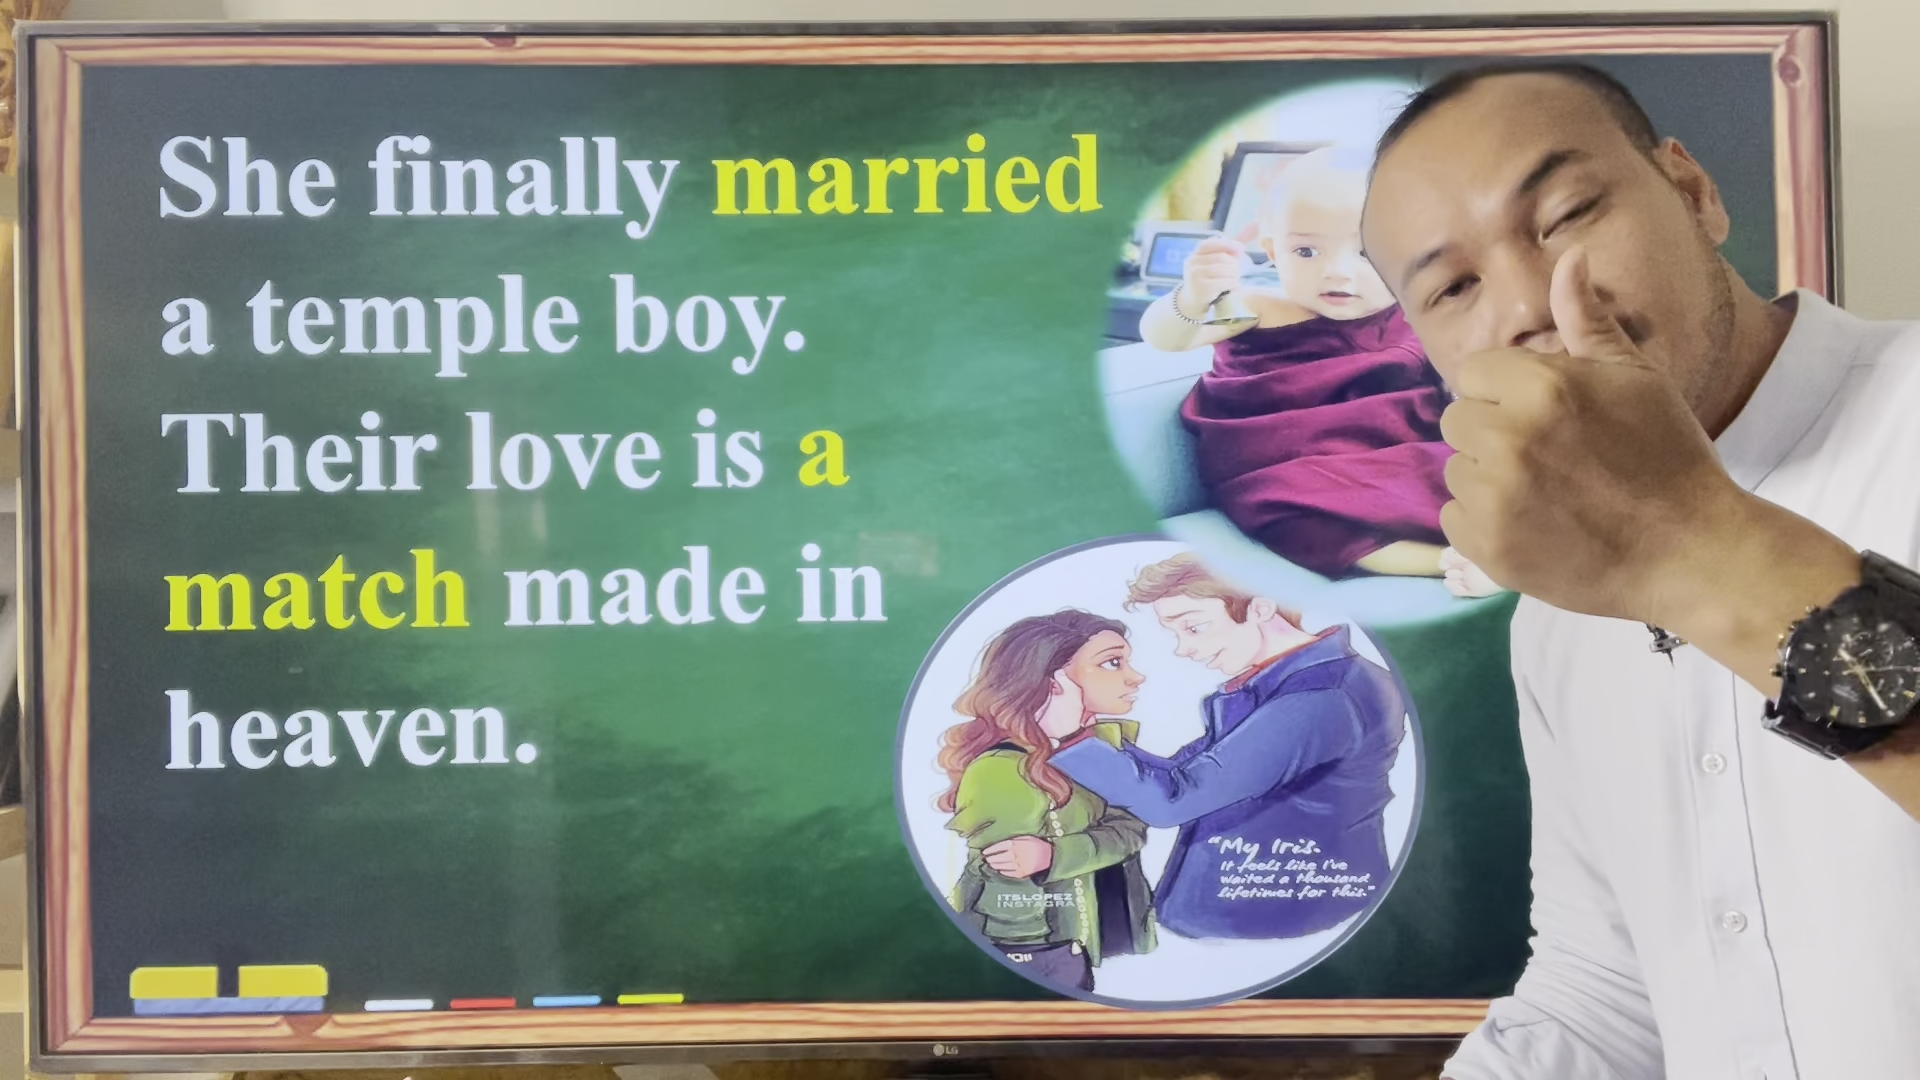 She finally married
a temple boy.
Their love is a
match made in
heaven.
"My Iris.
It feels like I've
waited a thousand
lifetimes for this."
ITSLOPEZ
INSTAGRA
LG